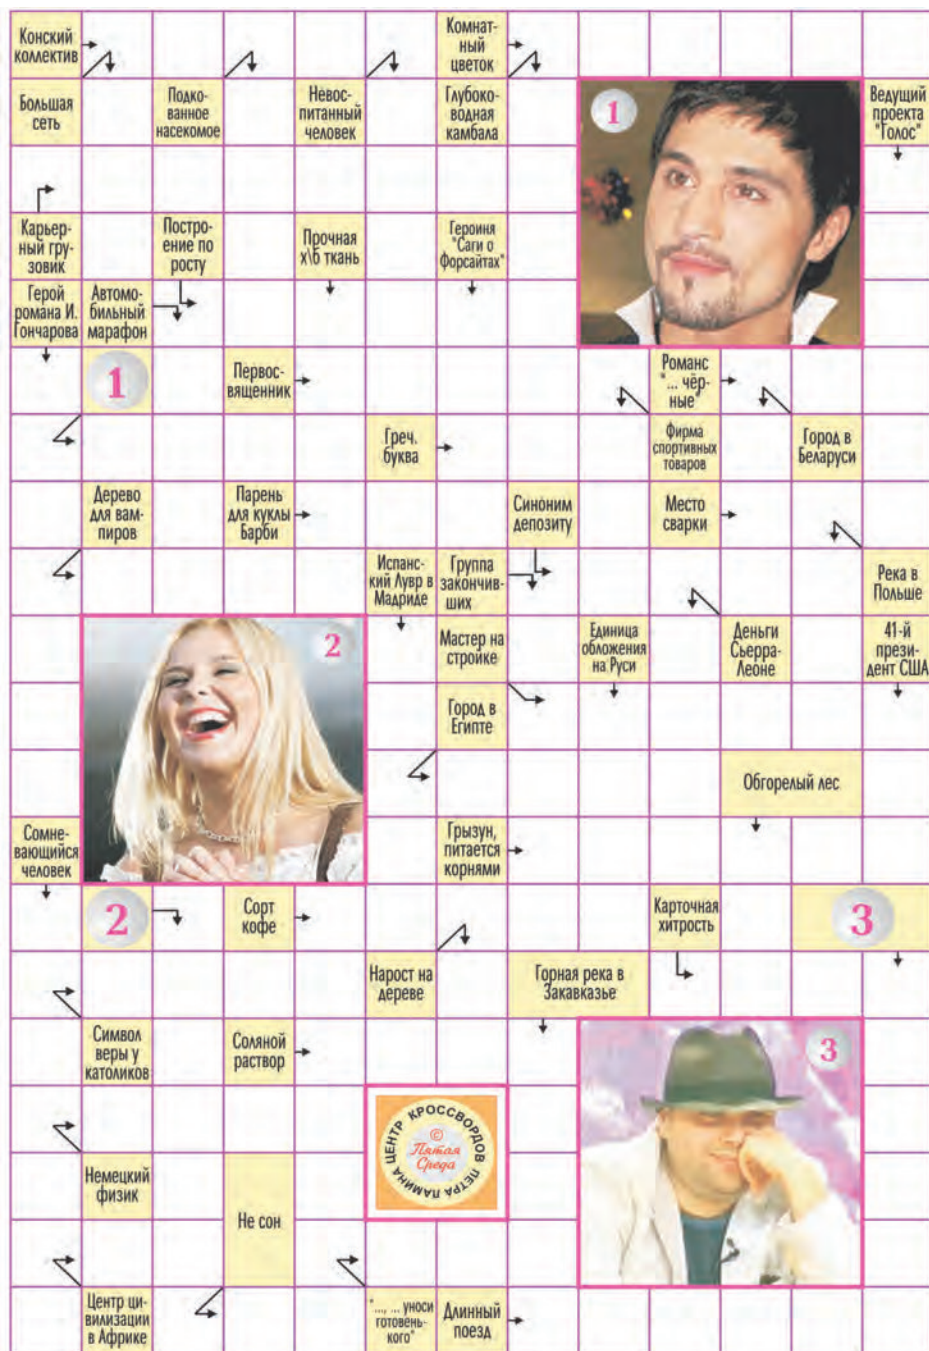 Конский
коллектив
Комнат-
ный
цветок
Большая
сеть
Подко-
ванное
насекомое
Невос-
питанный
человек
Глубоко-
водная
камбала
1
Ведущий
проекта
"Голос"
Карьер-
ный гру-
зовик
Построе-
ние по
росту
Прочная
х\б ткань
Героиня
"Саги о
Форсайтах"
Герой
романа И.
Гончарова
Автомо-
бильный
марафон
1
Первос-
вященник
Романс
"... чёр-
ные"
Греч.
буква
Фирма
спортивных
товаров
Город в
Беларуси
Дерево
для вам-
пиров
Парень
для куклы
Барби
Синоним
депозиту
Место
сварки
Испанс-
кий Лувр в
Мадриде
Группа
закончив-
ших
Река в
Польше
2
Мастер на
стройке
Единица
обложения
на Руси
Деньги
Сьерра-
Леоне
41-й
прези-
дент США
Город в
Египте
Обгорелый лес
Сомне-
вающийся
человек
Грызун,
питается
корнями
2
Сорт
кофе
Карточная
хитрость
3
Нарост на
дереве
Горная река в
Закавказье
Символ
веры у
католиков
Соляной
раствор
3
ЦЕНТР КРОССВОРДОВ ПЕТРА ПАМИНА
©
Пятая
Среда
Немецкий
физик
Не сон
Центр ци-
вилизации
в Африке
"..., ... уноси
готовень-
кого"
Длинный
поезд